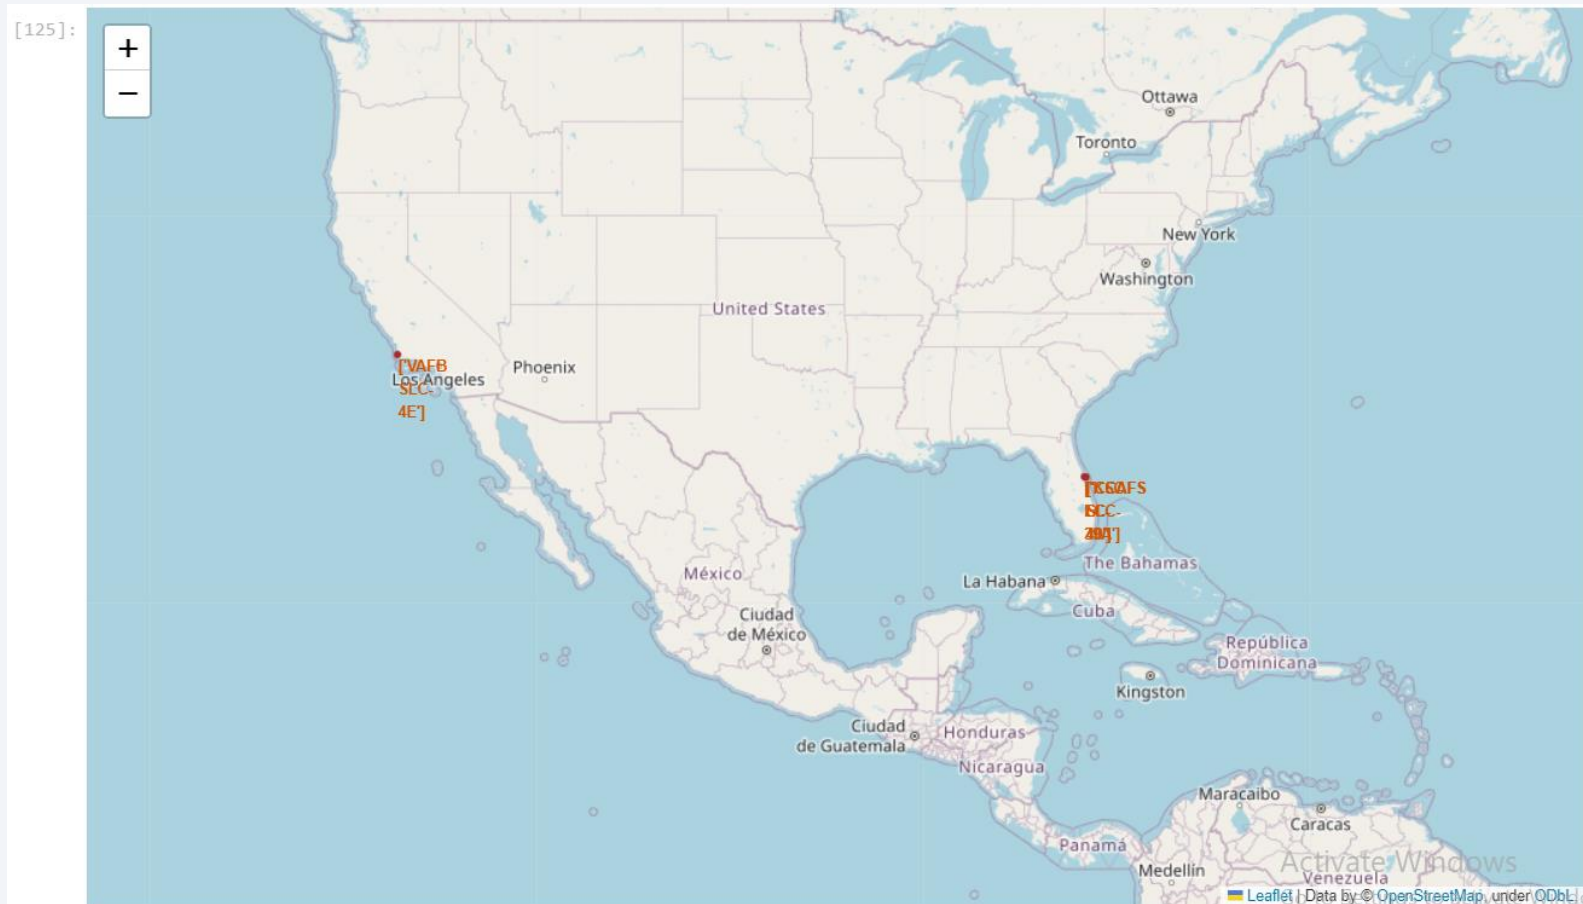 [125]:
+
−
Ottawa
Toronto
New York
Washington
United States
Phoenix
['VAFB
Los Angeles
SLC-
4E']
The Bahamas
La Habana
Cuba
México
Ciudad
de México
República
Dominicana
Kingston
Ciudad
de Guatemala
Honduras
Nicaragua
Maracaibo
Caracas
Panamá
Medellín
Activate Windows
Venezuela
Leaflet | Data by © OpenStreetMap, under ODbL